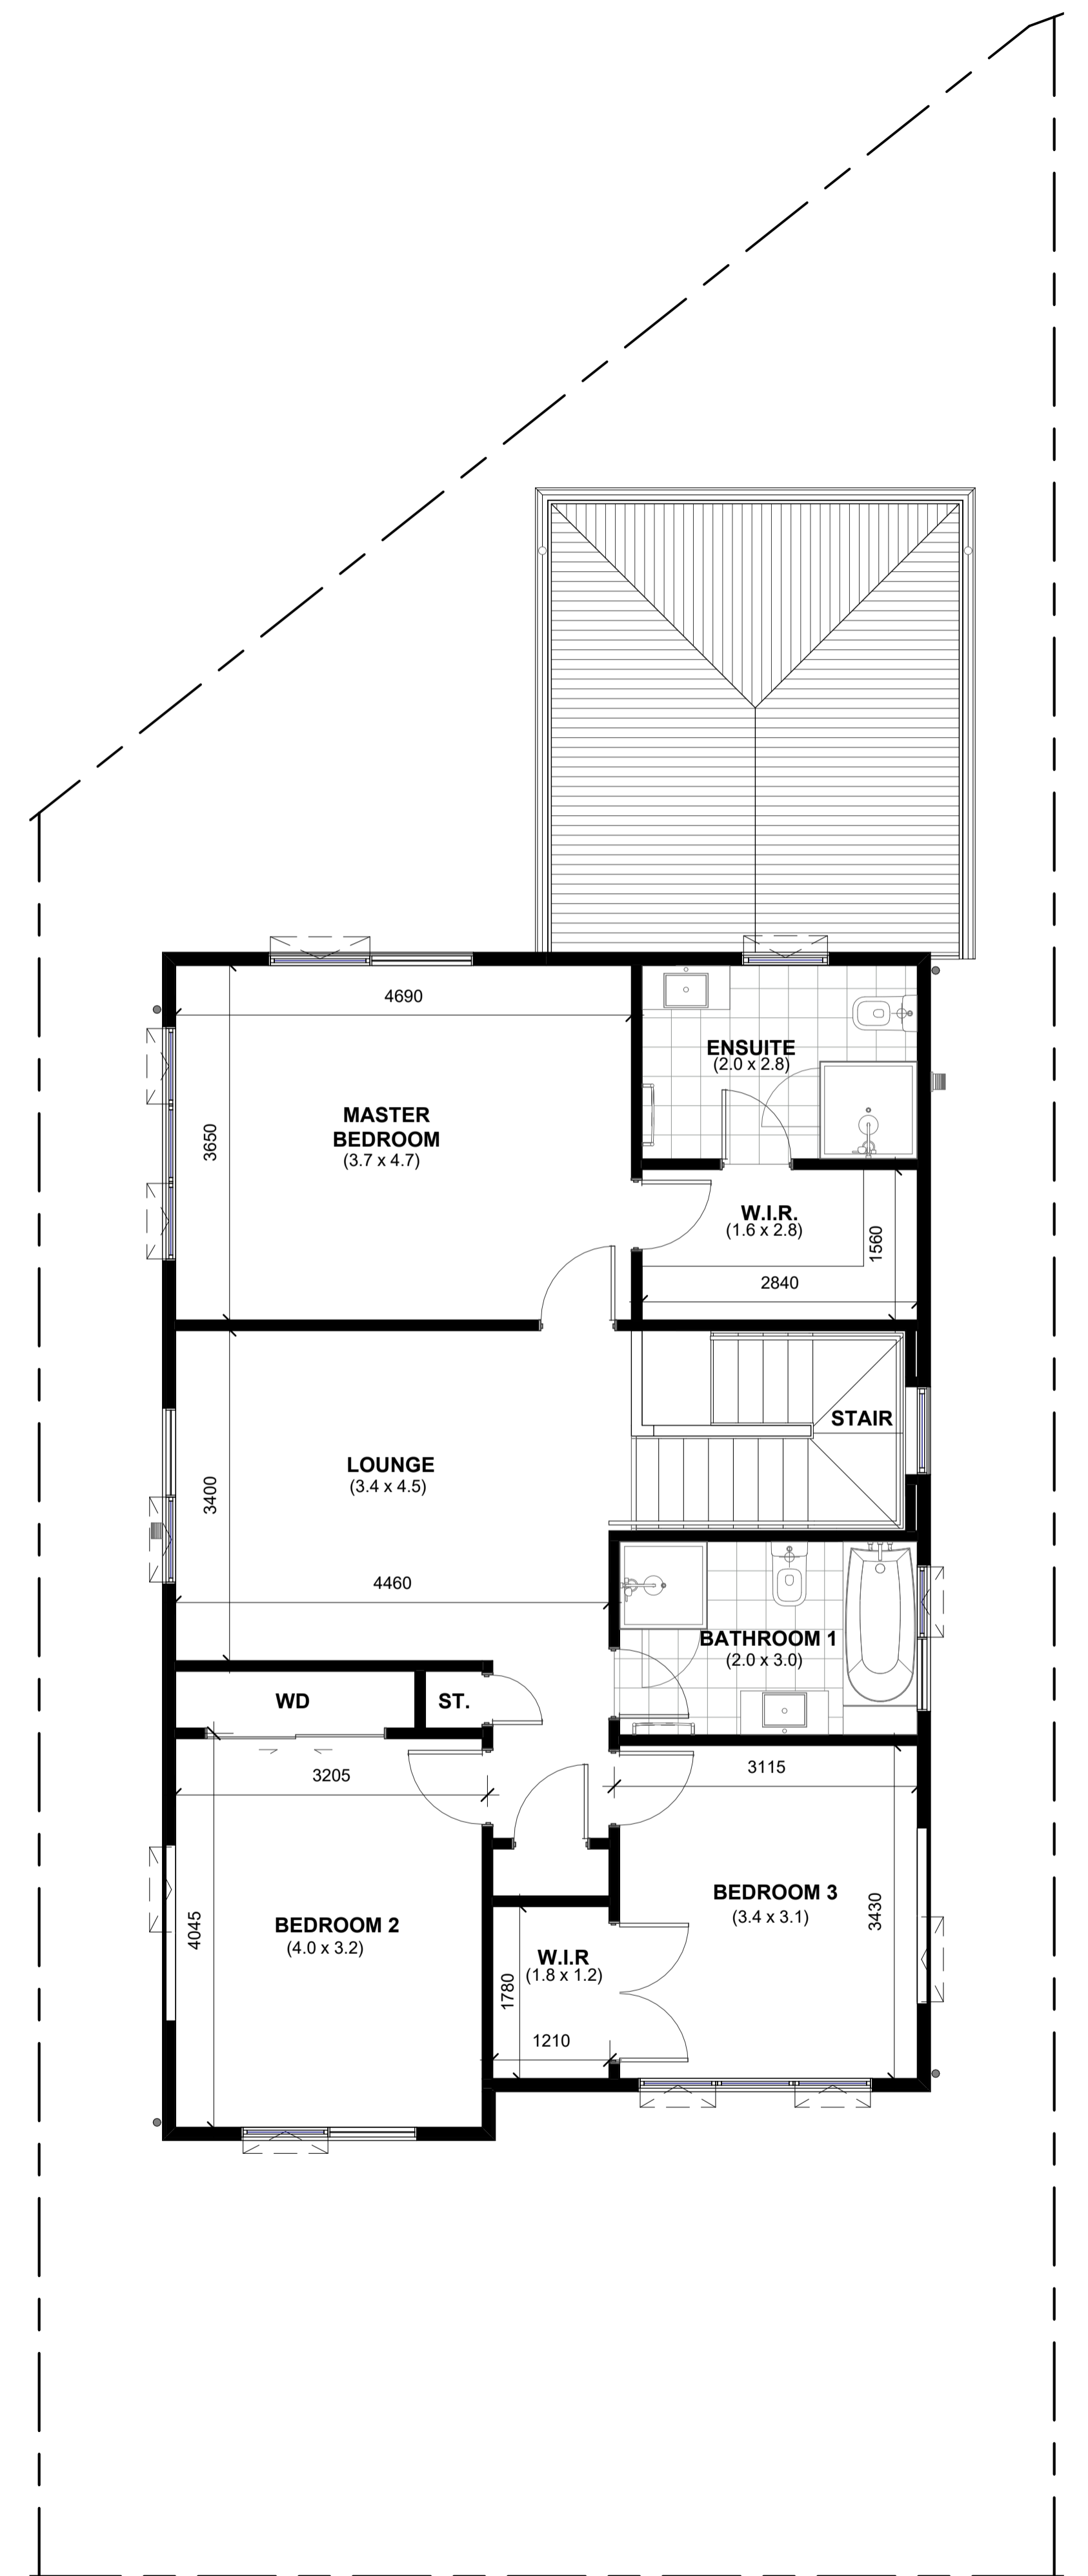 4690
ENSUITE
(2.0 x 2.8)
MASTER
BEDROOM
(3.7 x 4.7)
3650
W.I.R.
(1.6 x 2.8)
1560
2840
STAIR
LOUNGE
(3.4 x 4.5)
3400
4460
BATHROOM 1
(2.0 x 3.0)
WD
ST.
3205
3115
BEDROOM 3
(3.4 x 3.1)
3430
BEDROOM 2
(4.0 x 3.2)
4045
W.I.R
(1.8 x 1.2)
1780
1210